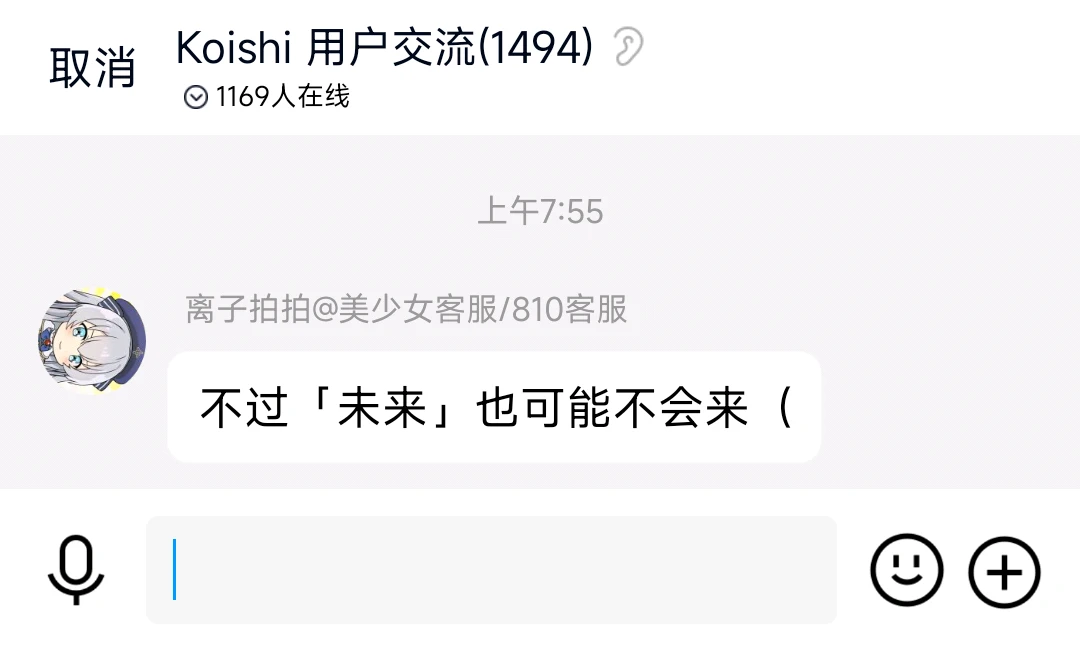 取消
Koishi 用户交流(1494)
1169人在线
上午7:55
离子拍拍@美少女客服/810客服
不过「未来」也可能不会来（